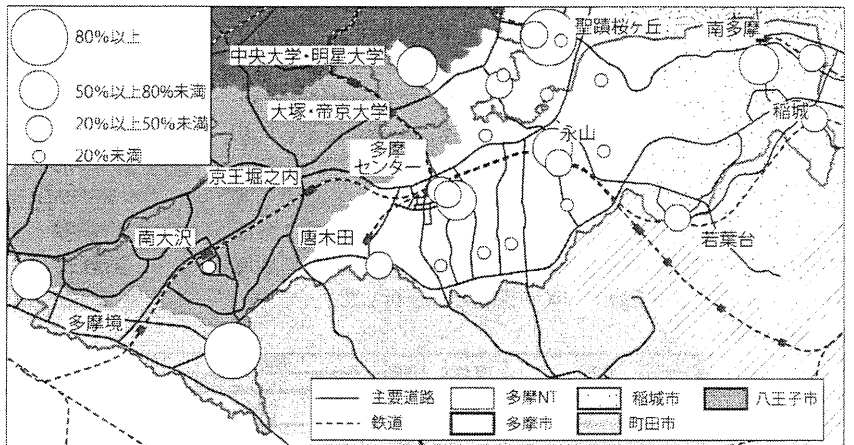 80%以上
50%以上80%未満
20%以上50%未満
20%未満
中央大学・明星大学
聖蹟桜ヶ丘
南多摩
大塚・帝京大学
稲城
多摩
センター
永山
京王堀之内
南大沢
唐木田
若葉台
多摩境
主要道路
多摩NT
稲城市
八王子市
鉄道
多摩市
町田市